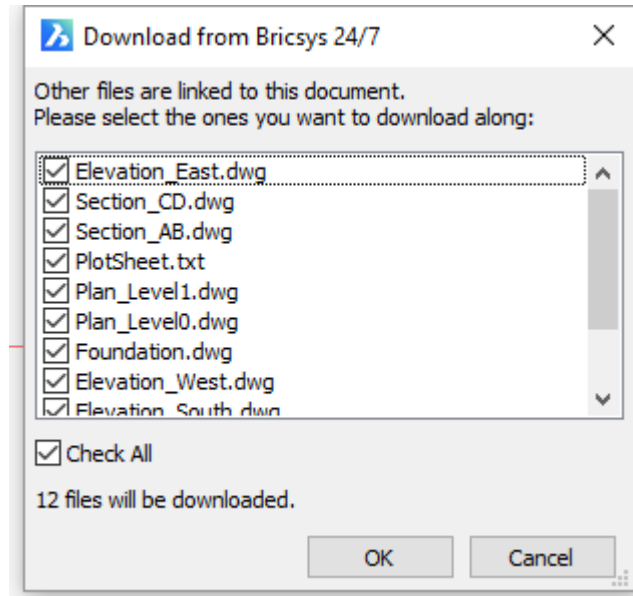 Download from Bricsys 24/7
Other files are linked to this document.
Please select the ones you want to download along:
Elevation_East.dwg
Section_CD.dwg
Section_AB.dwg
PlotSheet.txt
Plan_Level1.dwg
Plan_Level0.dwg
Foundation.dwg
Elevation_West.dwg
Elevation_South.dwg
Check All
12 files will be downloaded.
OK Cancel